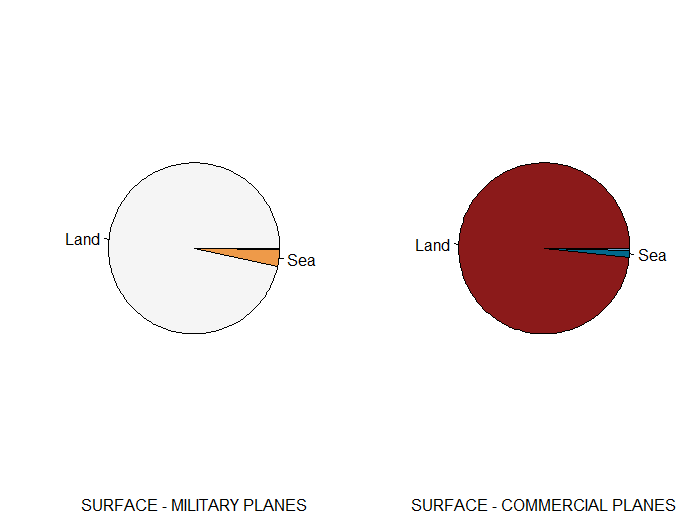 Land
Sea
SURFACE - MILITARY PLANES
Land
Sea
SURFACE - COMMERCIAL PLANES